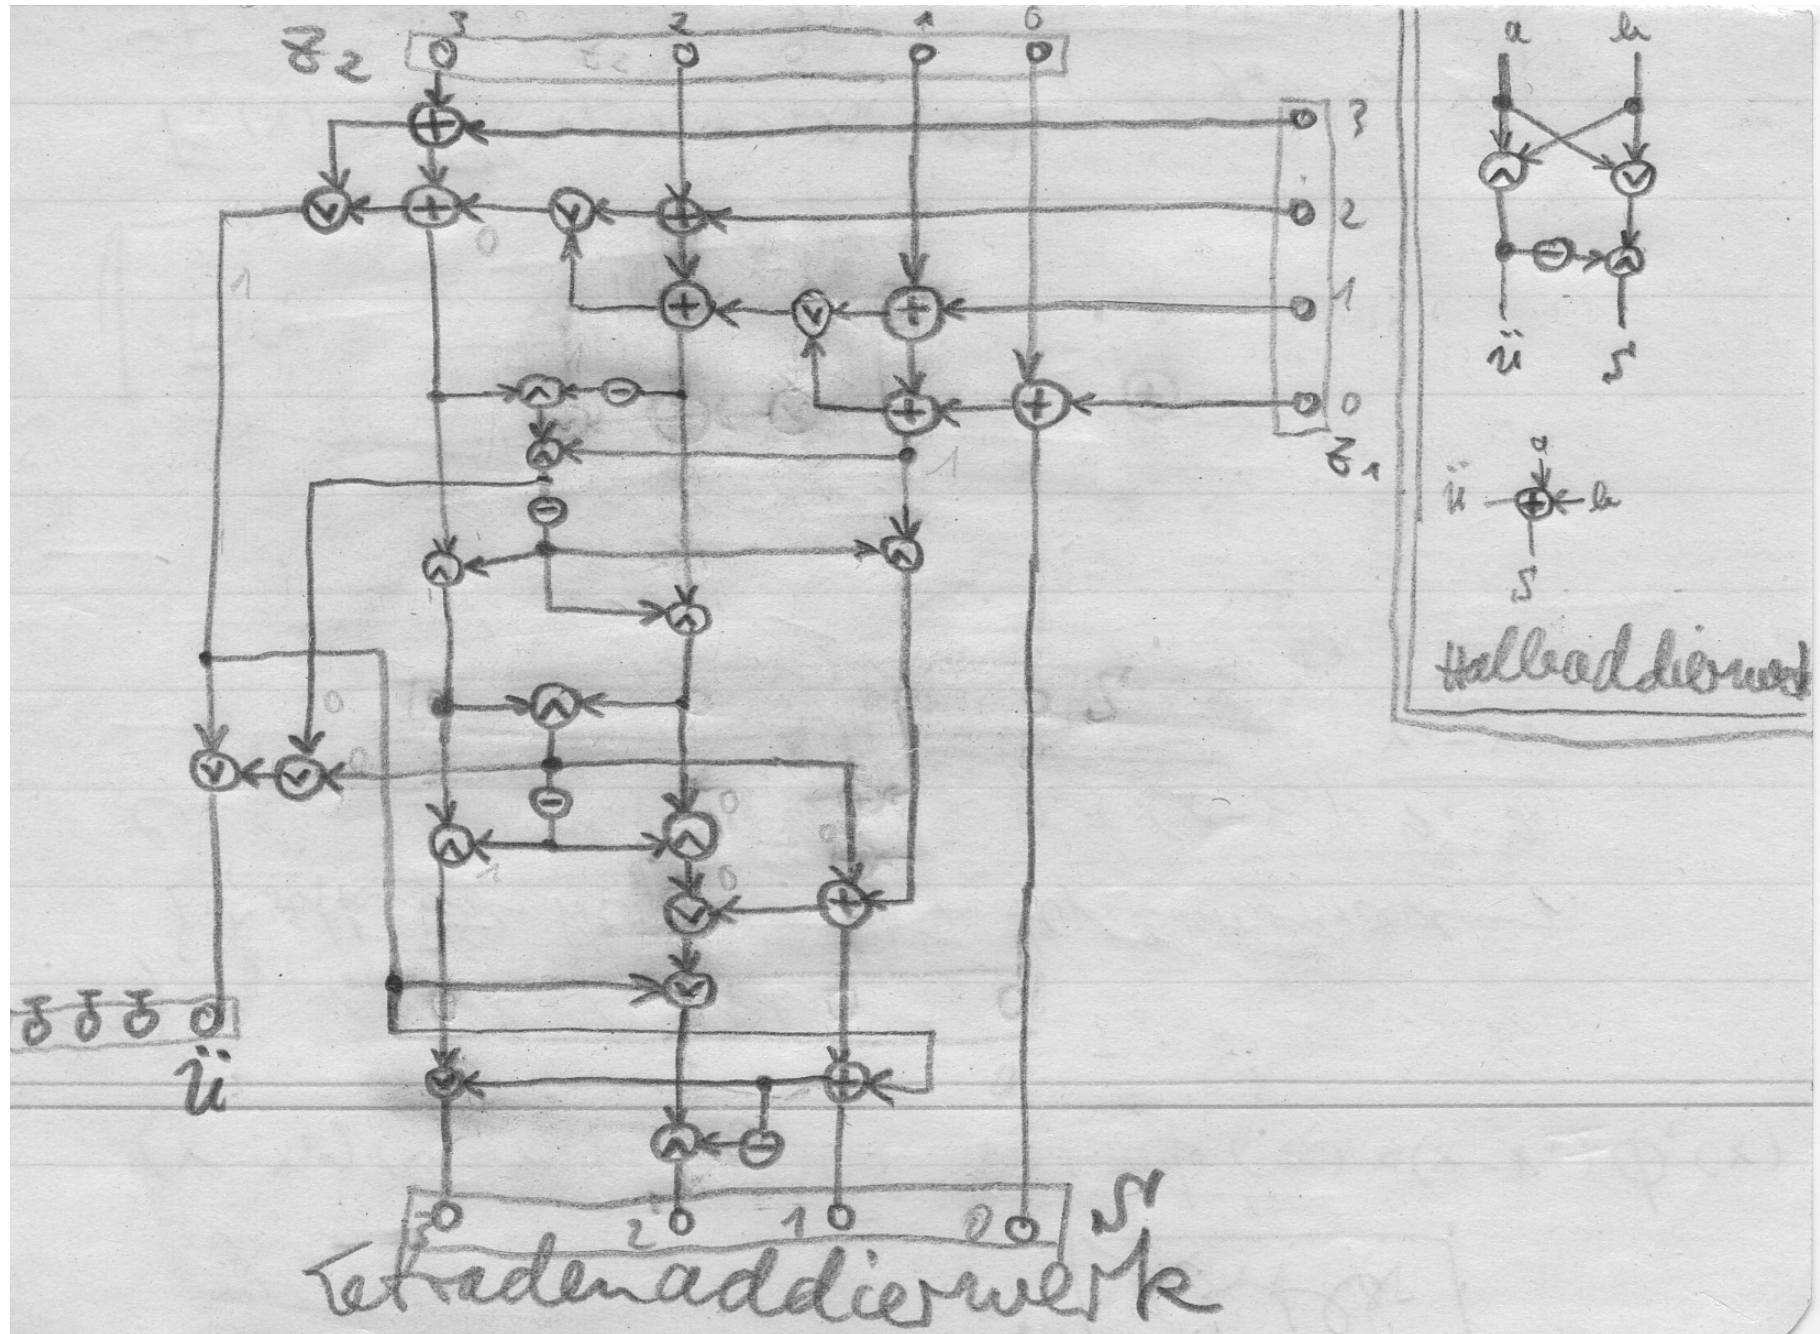 3 2 1 0
Z₂
3
2
1
0
Z₁
ü
3 2 1 0
S
Tetradenaddierwerk
a b
ü S
a
ü b
S
Halbaddierwerk